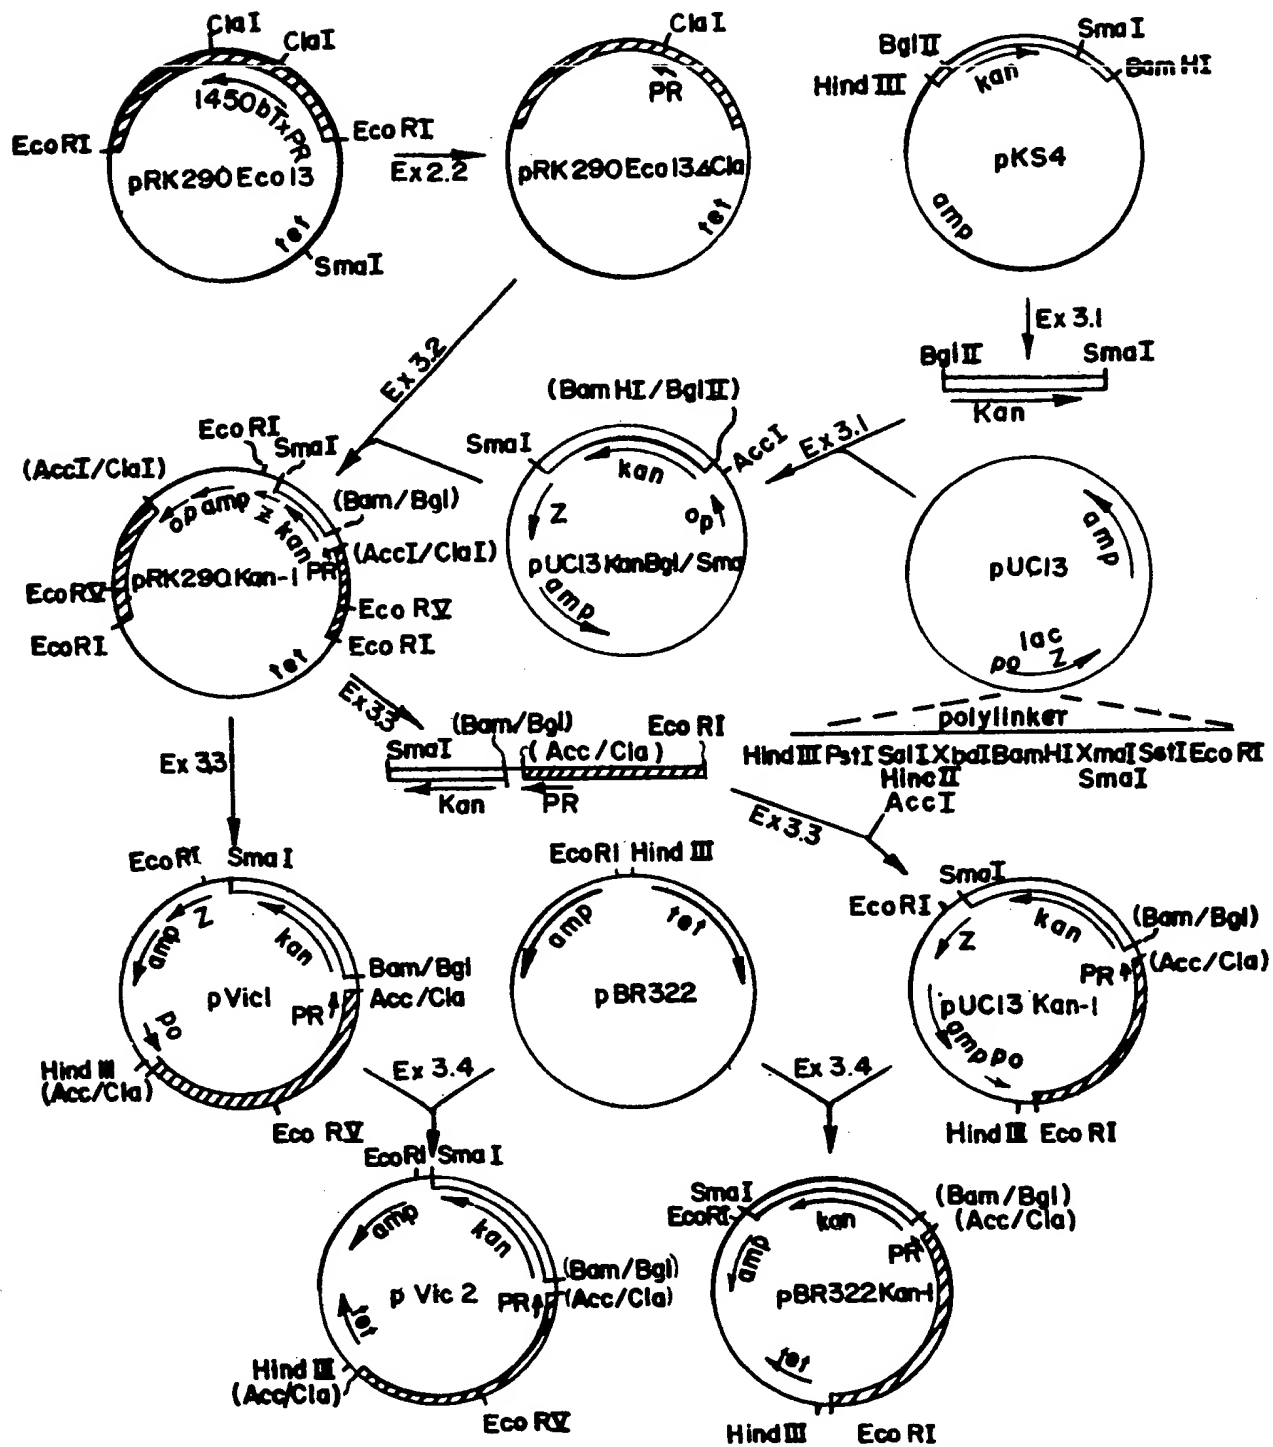 ClaI
ClaI
1450bTxPR
EcoRI
EcoRI
pRK290Eco13
tet
SmaI
Ex2.2
ClaI
PR
pRK290Eco13ΔCla
tet
BglII
HindIII
kan
SmaI
BamHI
pKS4
amp
Ex 3.1
BglII
SmaI
Kan
Ex 3.2
EcoRI
SmaI
(AccI/ClaI)
op
amp
Z
kan
(Bam/Bgl)
(AccI/ClaI)
PR
pRK290Kan-1
EcoRV
EcoRI
EcoRV
EcoRI
tet
(BamHI/BglII)
SmaI
AccI
kan
Z
op
pUC13KanBgl/Sma
amp
Ex 3.1
amp
pUC13
lac
po
Z
polylinker
HindIII PstI SalI XbaI BamHI XmaI SstI EcoRI
HincII
SmaI
AccI
Ex 3.3
Ex 3.3
SmaI
(Bam/Bgl)
(Acc/Cla)
EcoRI
Kan
PR
Ex 3.3
EcoRI
SmaI
Z
amp
kan
Bam/Bgl
Acc/Cla
pVic1
PR
po
HindIII
(Acc/Cla)
EcoRV
EcoRI HindIII
amp
tet
pBR322
SmaI
EcoRI
kan
Z
(Bam/Bgl)
(Acc/Cla)
PR
pUC13 Kan-1
amp
po
HindIII EcoRI
Ex 3.4
Ex 3.4
EcoRI SmaI
amp
kan
(Bam/Bgl)
(Acc/Cla)
pVic2
PR
tet
HindIII
(Acc/Cla)
EcoRV
SmaI
EcoRI
kan
(Bam/Bgl)
(Acc/Cla)
amp
PR
pBR322Kan-1
tet
HindIII
EcoRI